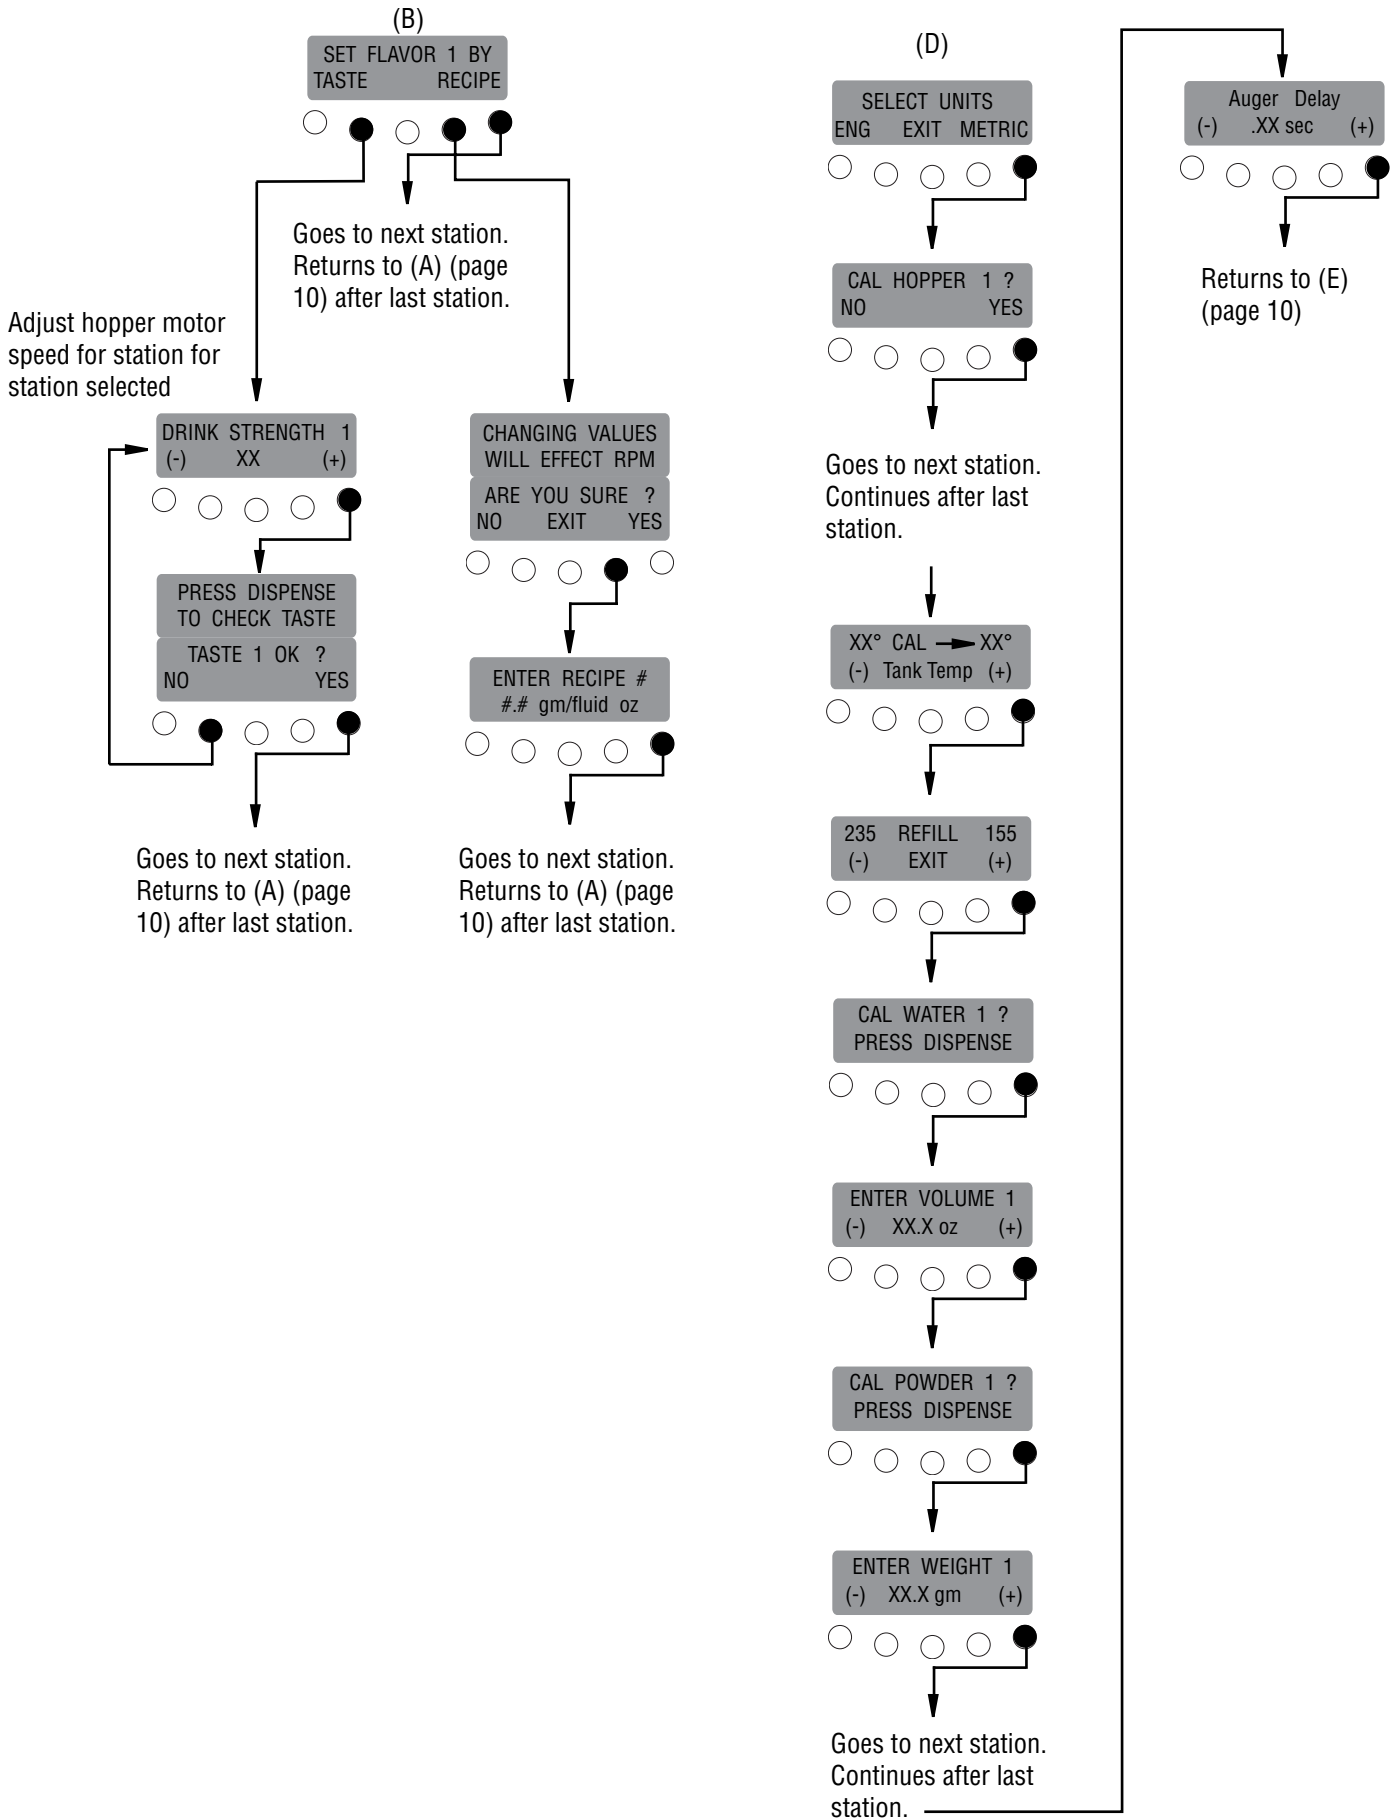 (B)
SET FLAVOR 1 BY
TASTE RECIPE
Goes to next station.
Returns to (A) (page
10) after last station.
Adjust hopper motor
speed for station for
station selected
DRINK STRENGTH 1
(-) XX (+)
PRESS DISPENSE
TO CHECK TASTE
TASTE 1 OK ?
NO YES
Goes to next station.
Returns to (A) (page
10) after last station.
CHANGING VALUES
WILL EFFECT RPM
ARE YOU SURE ?
NO EXIT YES
ENTER RECIPE #
#.# gm/fluid oz
Goes to next station.
Returns to (A) (page
10) after last station.
(D)
SELECT UNITS
ENG EXIT METRIC
CAL HOPPER 1 ?
NO YES
Goes to next station.
Continues after last
station.
XX° CAL XX°
(-) Tank Temp (+)
235 REFILL 155
(-) EXIT (+)
CAL WATER 1 ?
PRESS DISPENSE
ENTER VOLUME 1
(-) XX.X oz (+)
CAL POWDER 1 ?
PRESS DISPENSE
ENTER WEIGHT 1
(-) XX.X gm (+)
Goes to next station.
Continues after last
station.
Auger Delay
(-) .XX sec (+)
Returns to (E)
(page 10)